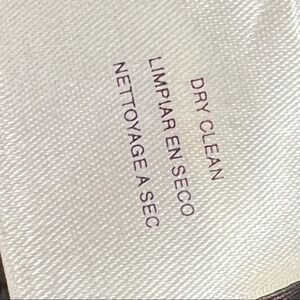 DRY CLEAN
LIMPIAR EN SECO
NETTOYAGE A SEC